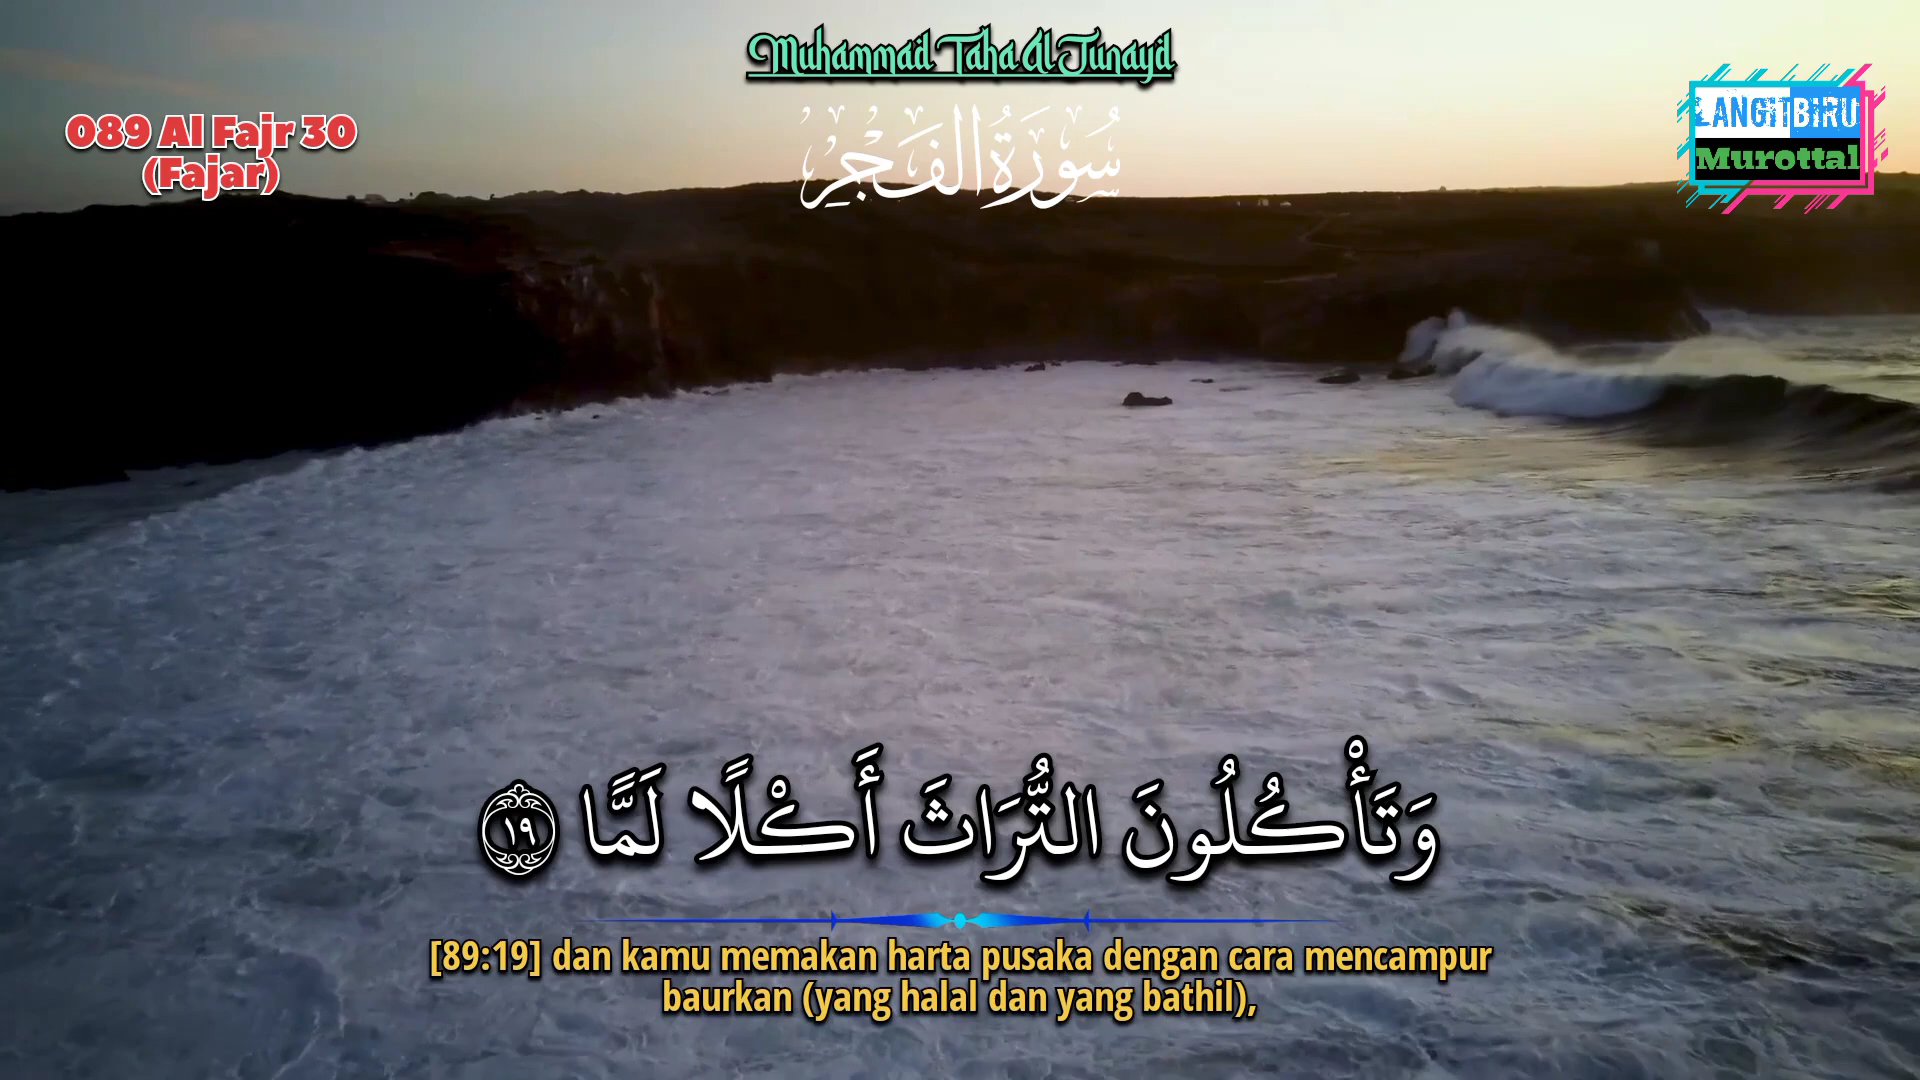 Muhammad Taha Al Junayd
089 Al Fajr 30
(Fajar)
سُورَةُ الفَجْرِ
LANGITBIRU
Murottal
وَتَأْكُلُونَ التُّرَاثَ أَكْلًا لَمًّا ١٩
[89:19] dan kamu memakan harta pusaka dengan cara mencampur
baurkan (yang halal dan yang bathil),